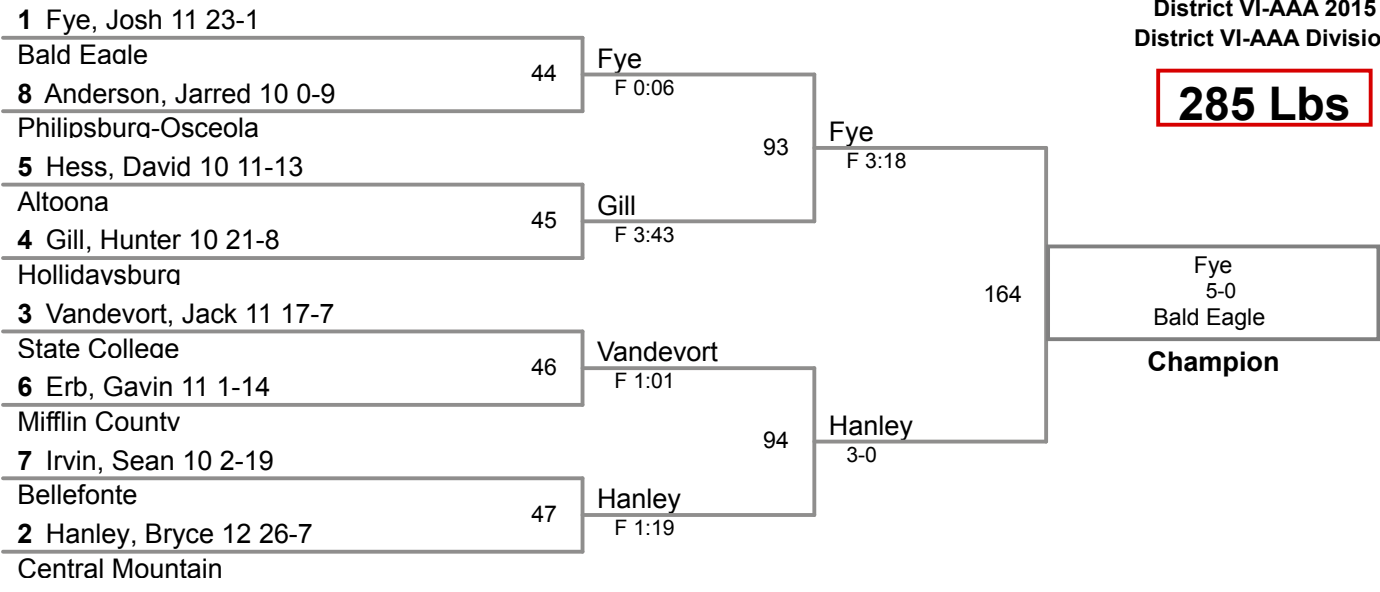 District VI-AAA 2015
District VI-AAA Divisio
285 Lbs
1 Fye, Josh 11 23-1
Bald Eagle
8 Anderson, Jarred 10 0-9
Philipsburg-Osceola
5 Hess, David 10 11-13
Altoona
4 Gill, Hunter 10 21-8
Hollidaysburg
3 Vandevort, Jack 11 17-7
State College
6 Erb, Gavin 11 1-14
Mifflin County
7 Irvin, Sean 10 2-19
Bellefonte
2 Hanley, Bryce 12 26-7
Central Mountain
44
Fye
F 0:06
45
Gill
F 3:43
46
Vandevort
F 1:01
47
Hanley
F 1:19
93
Fye
F 3:18
94
Hanley
3-0
164
Fye
5-0
Bald Eagle
Champion